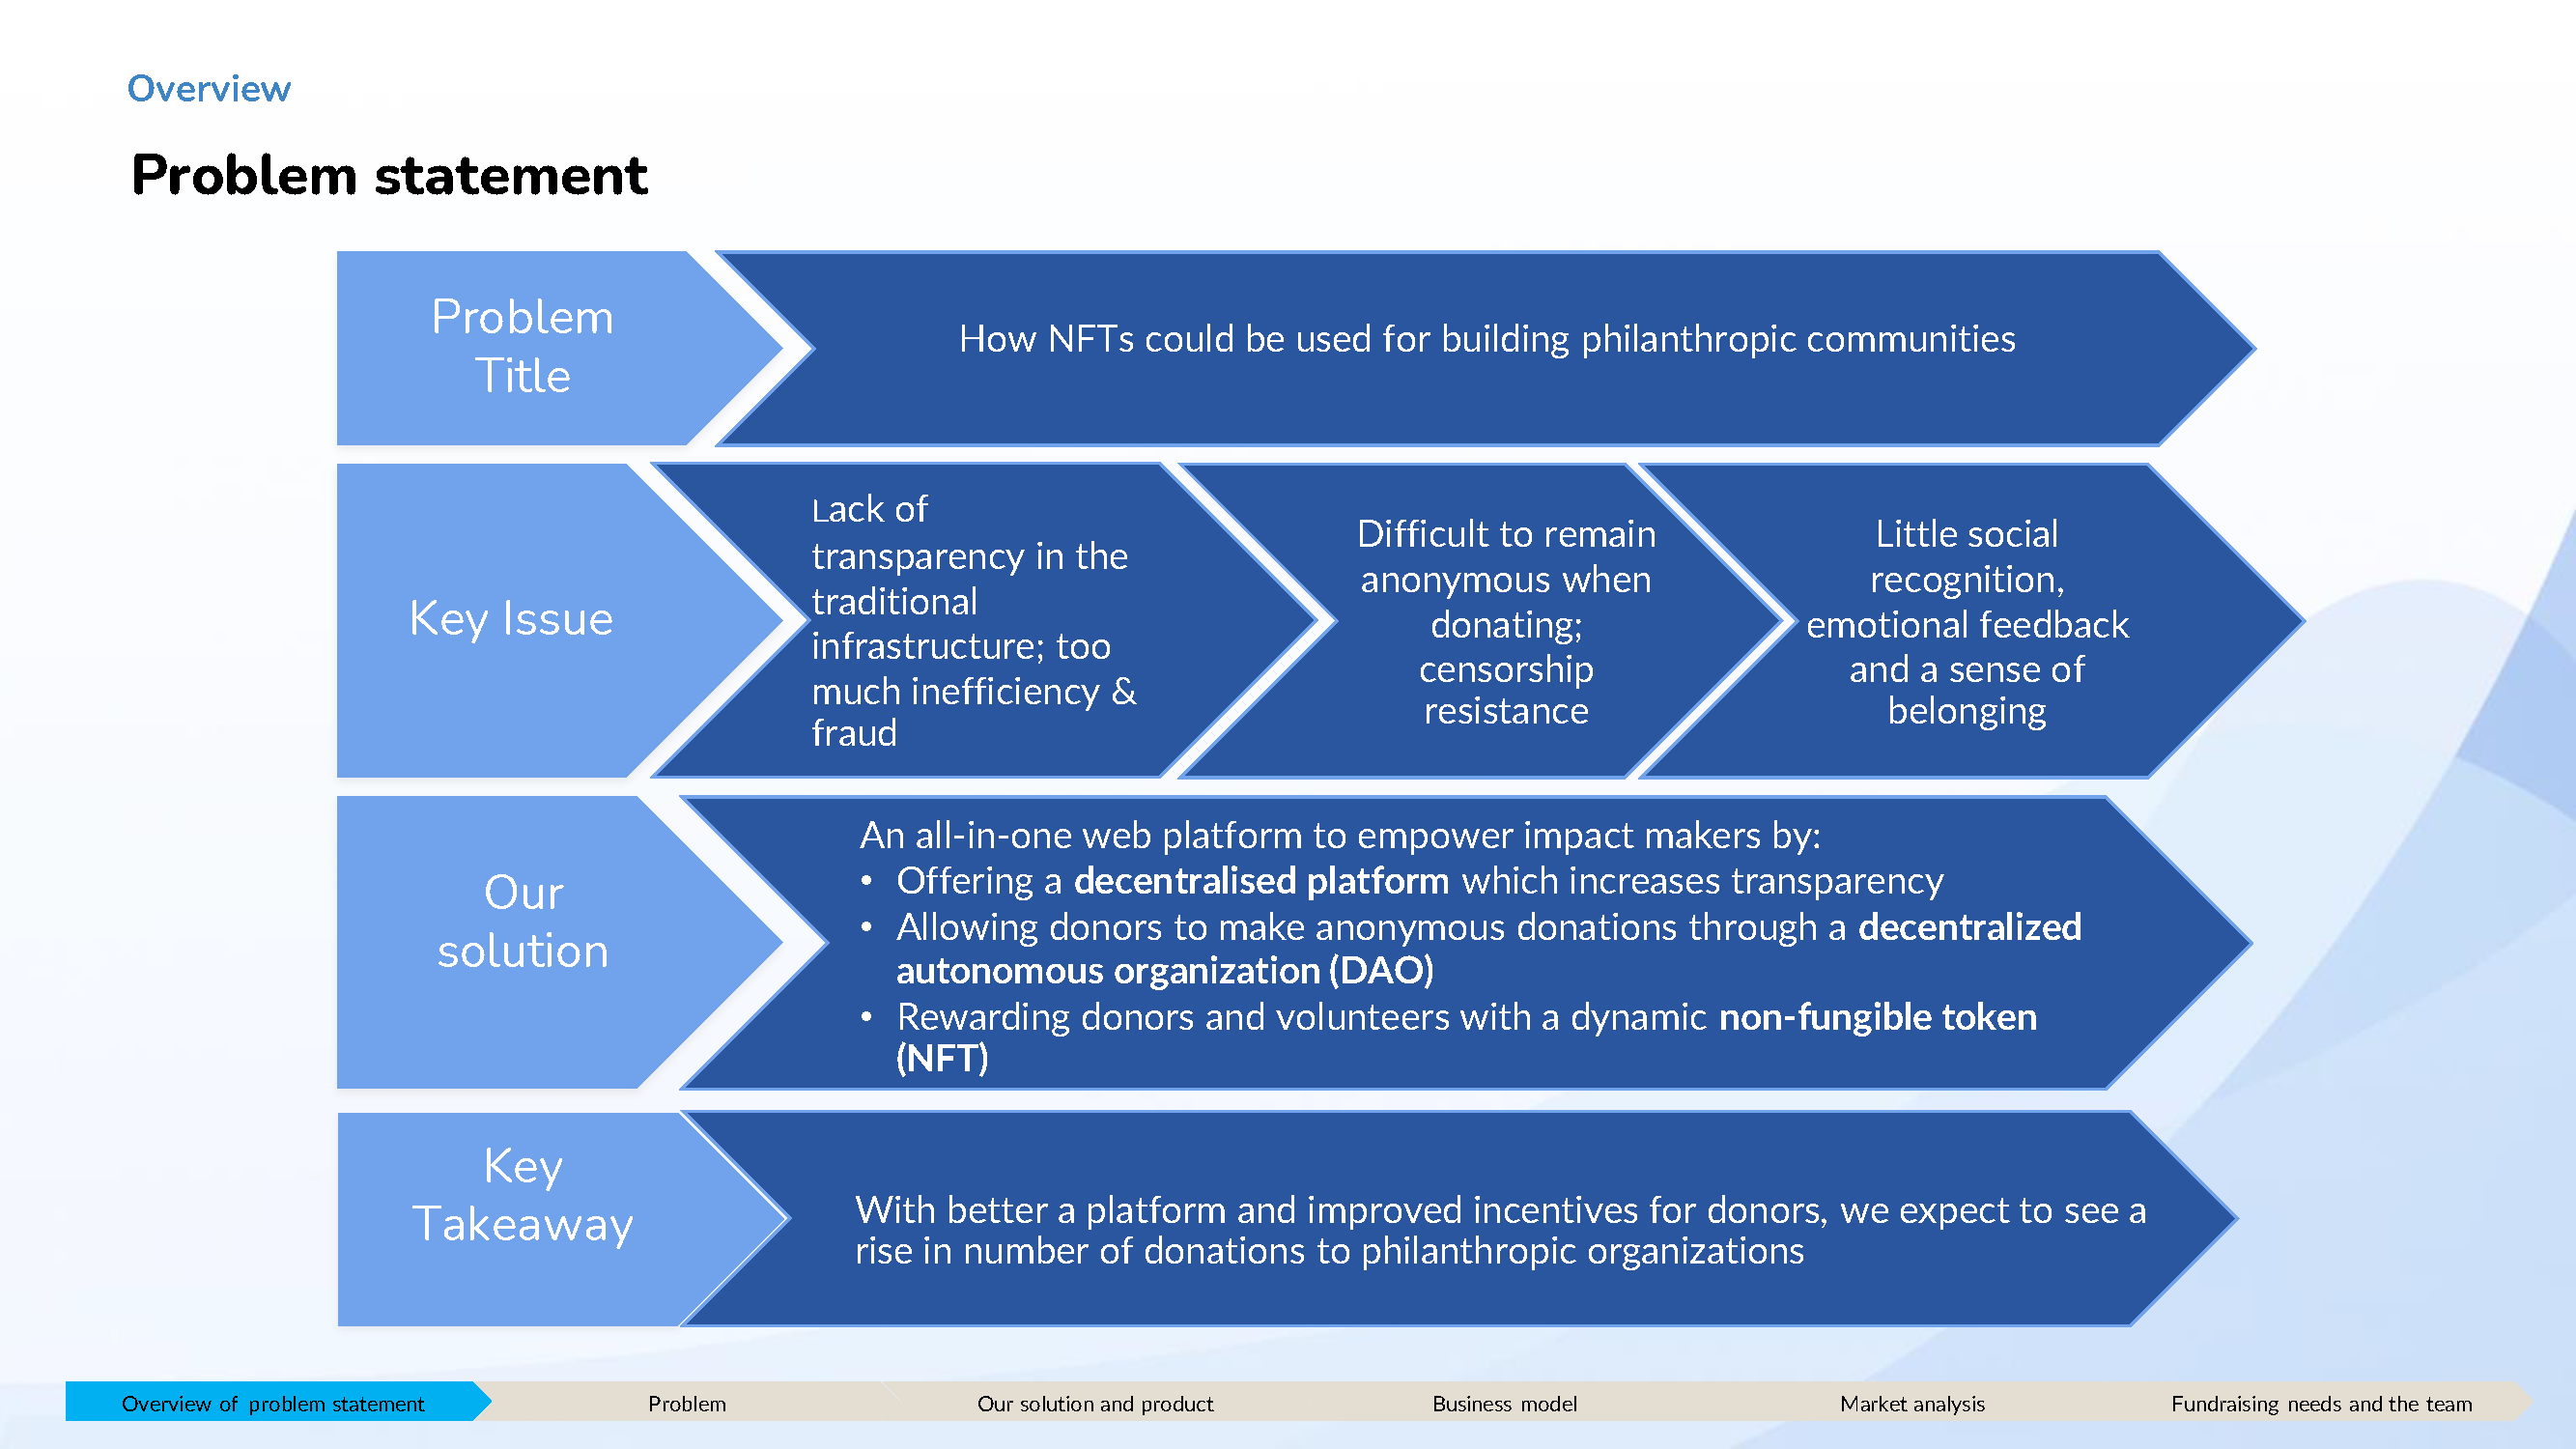 Overview
Problem statement
Problem
Title
How NFTs could be used for building philanthropic communities
Key Issue
Lack of
transparency in the
traditional
infrastructure; too
much inefficiency &
fraud
Difficult to remain
anonymous when
donating;
censorship
resistance
Little social
recognition,
emotional feedback
and a sense of
belonging
Our
solution
An all-in-one web platform to empower impact makers by:
• Offering a decentralised platform which increases transparency
• Allowing donors to make anonymous donations through a decentralized
autonomous organization (DAO)
• Rewarding donors and volunteers with a dynamic non-fungible token
(NFT)
Key
Takeaway
With better a platform and improved incentives for donors, we expect to see a
rise in number of donations to philanthropic organizations
Overview of problem statement
Problem
Our solution and product
Business model
Market analysis
Fundraising needs and the team